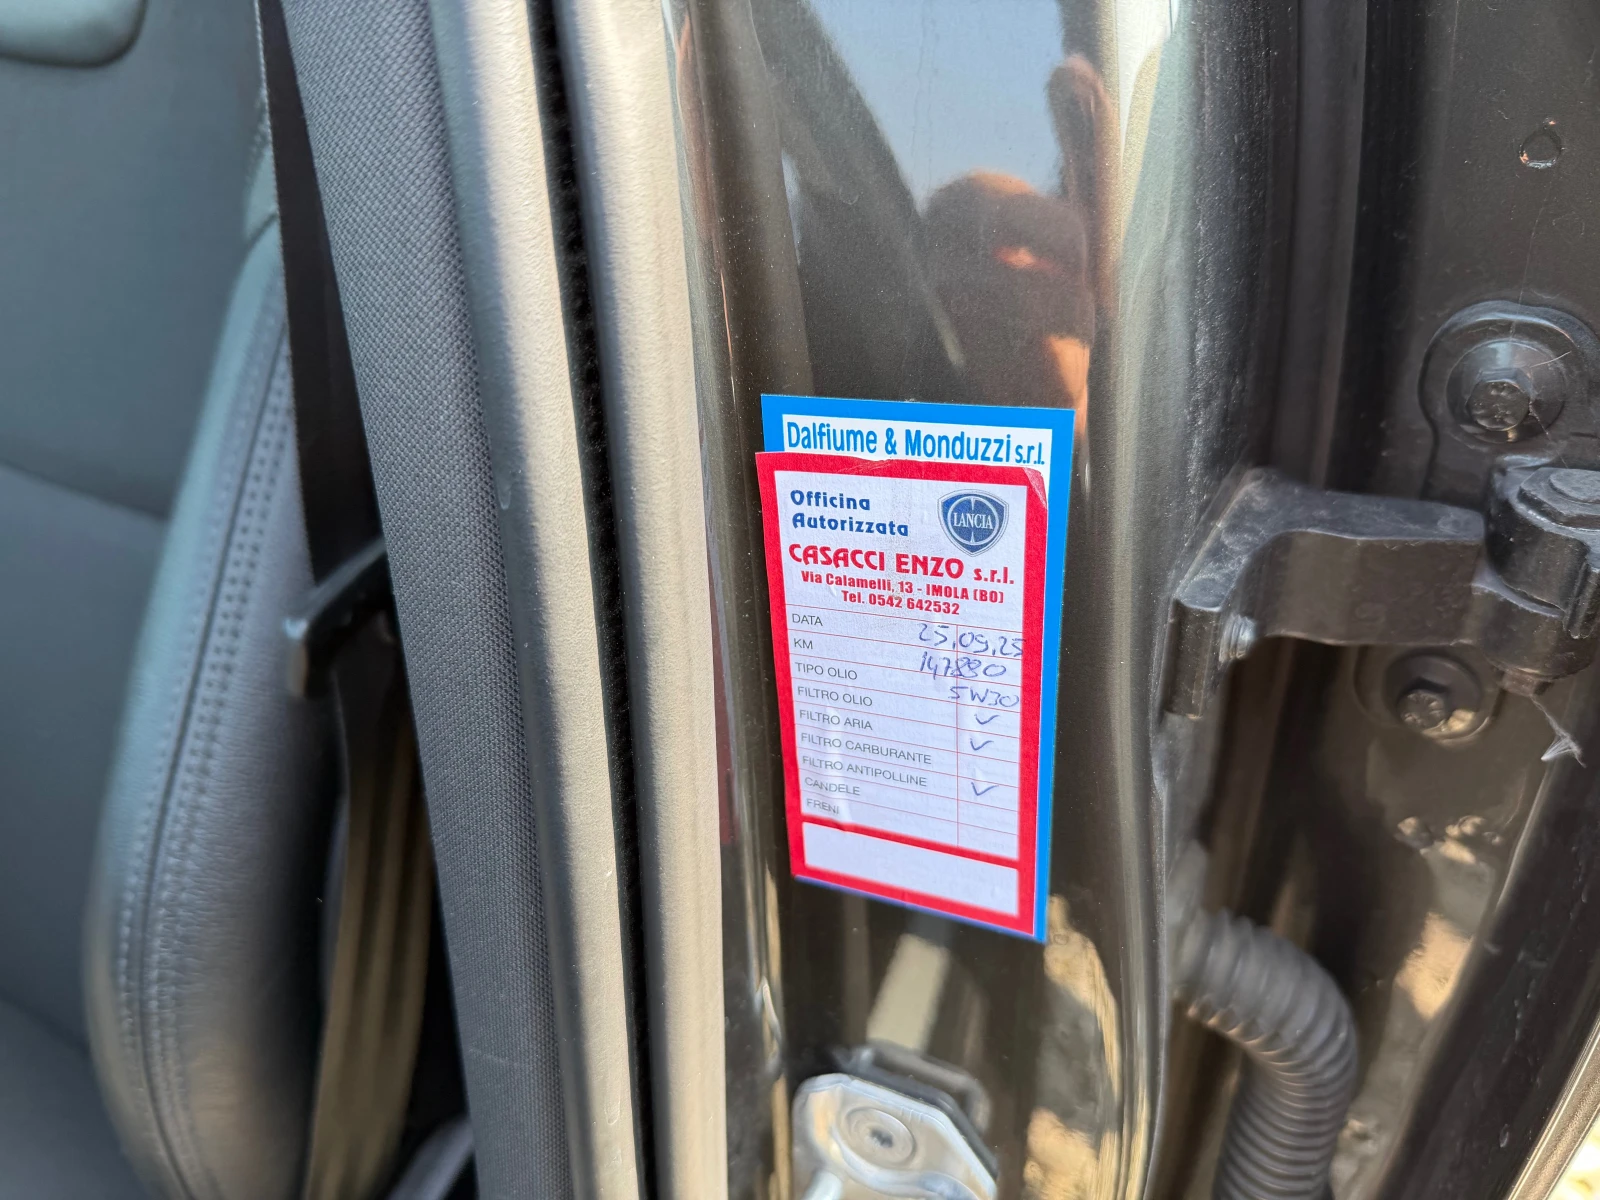 Dalfiume & Monduzzi s.r.l.
Officina
Autorizzata
LANCIA
CASACCI ENZO s.r.l.
Via Calamelli, 13 - IMOLA (BO)
Tel. 0542 642532
DATA 25.09.25
KM 147880
TIPO OLIO 5W30
FILTRO OLIO ✓
FILTRO ARIA ✓
FILTRO CARBURANTE
FILTRO ANTIPOLLINE ✓
CANDELE
FRENI